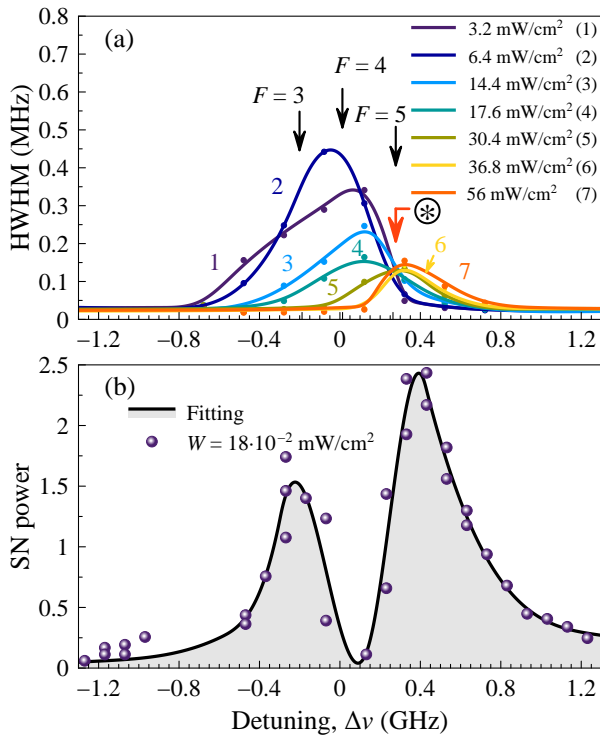 (a)
3.2 mW/cm² (1)
6.4 mW/cm² (2)
14.4 mW/cm² (3)
17.6 mW/cm² (4)
30.4 mW/cm² (5)
36.8 mW/cm² (6)
56 mW/cm² (7)
F = 3
F = 4
F = 5
1
2
3
4
5
6
7
HWHM (MHz)
0.8
0.7
0.6
0.5
0.4
0.3
0.2
0.1
0
−1.2 −0.8 −0.4 0 0.4 0.8 1.2
(b)
Fitting
W = 18·10⁻² mW/cm²
SN power
2.5
2
1.5
1
0.5
0
−1.2 −0.8 −0.4 0 0.4 0.8 1.2
Detuning, Δν (GHz)